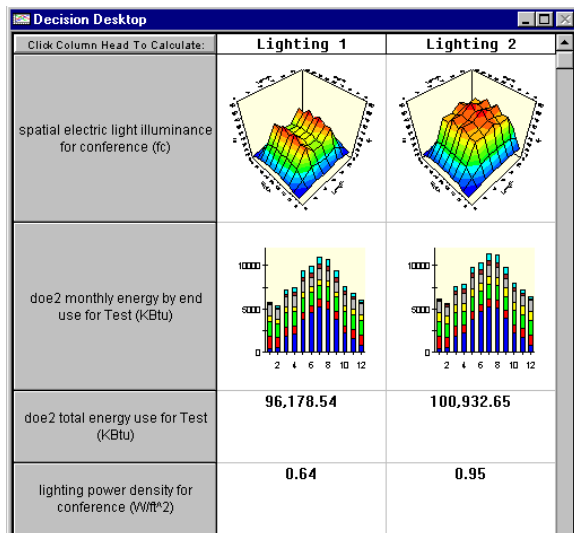 Decision Desktop
Click Column Head To Calculate:
Lighting 1
Lighting 2
spatial electric light illuminance
for conference (fc)
doe2 monthly energy by end
use for Test (KBtu)
10000
5000
0
2 4 6 8 10 12
10000
5000
0
2 4 6 8 10 12
doe2 total energy use for Test
(KBtu)
96,178.54
100,932.65
lighting power density for
conference (W/ft^2)
0.64
0.95